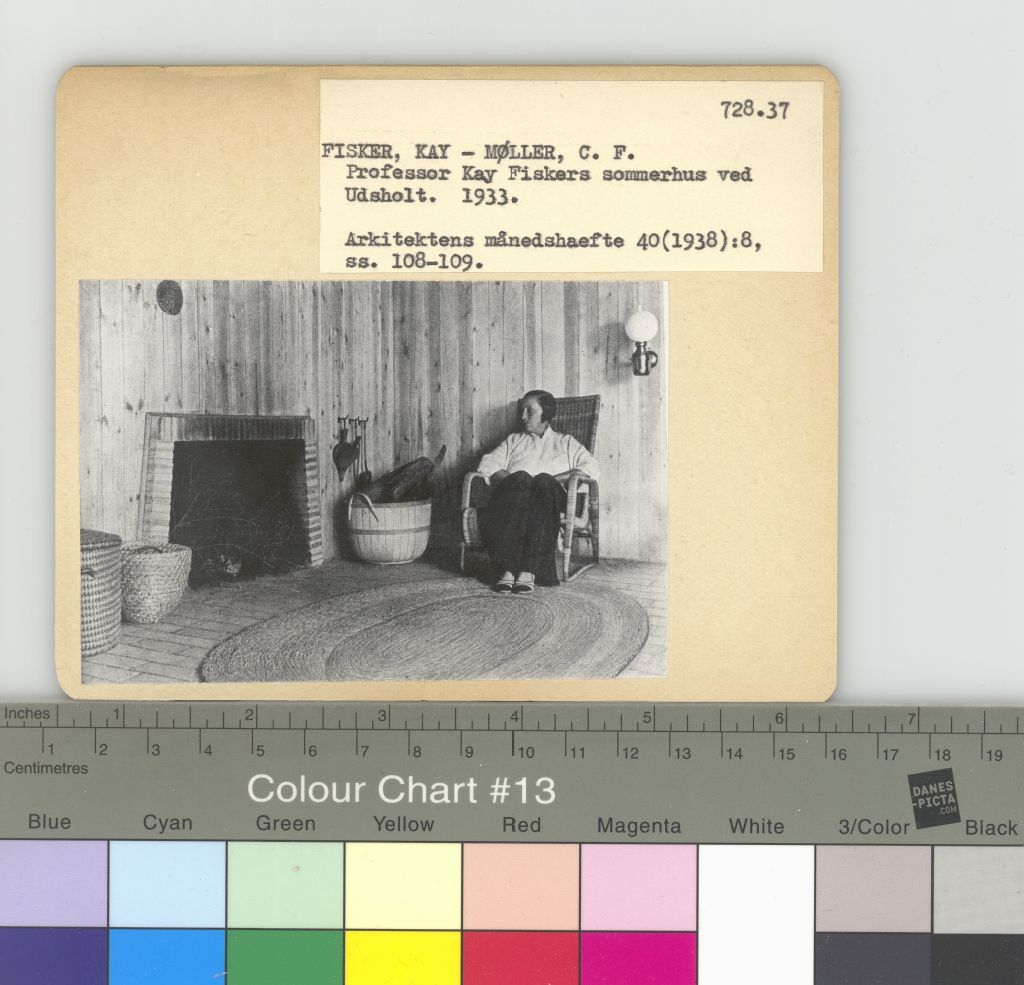 728.37
FISKER, KAY - MØLLER, C. F.
Professor Kay Fiskers sommerhus ved
Udsholt. 1933.
Arkitektens månedshaefte 40(1938):8,
ss. 108-109.
Inches 1 2 3 4 5 6 7
1 2 3 4 5 6 7 8 9 10 11 12 13 14 15 16 17 18 19
Centimetres
Colour Chart #13
DANES
-PICTA
.COM
Blue Cyan Green Yellow Red Magenta White 3/Color Black